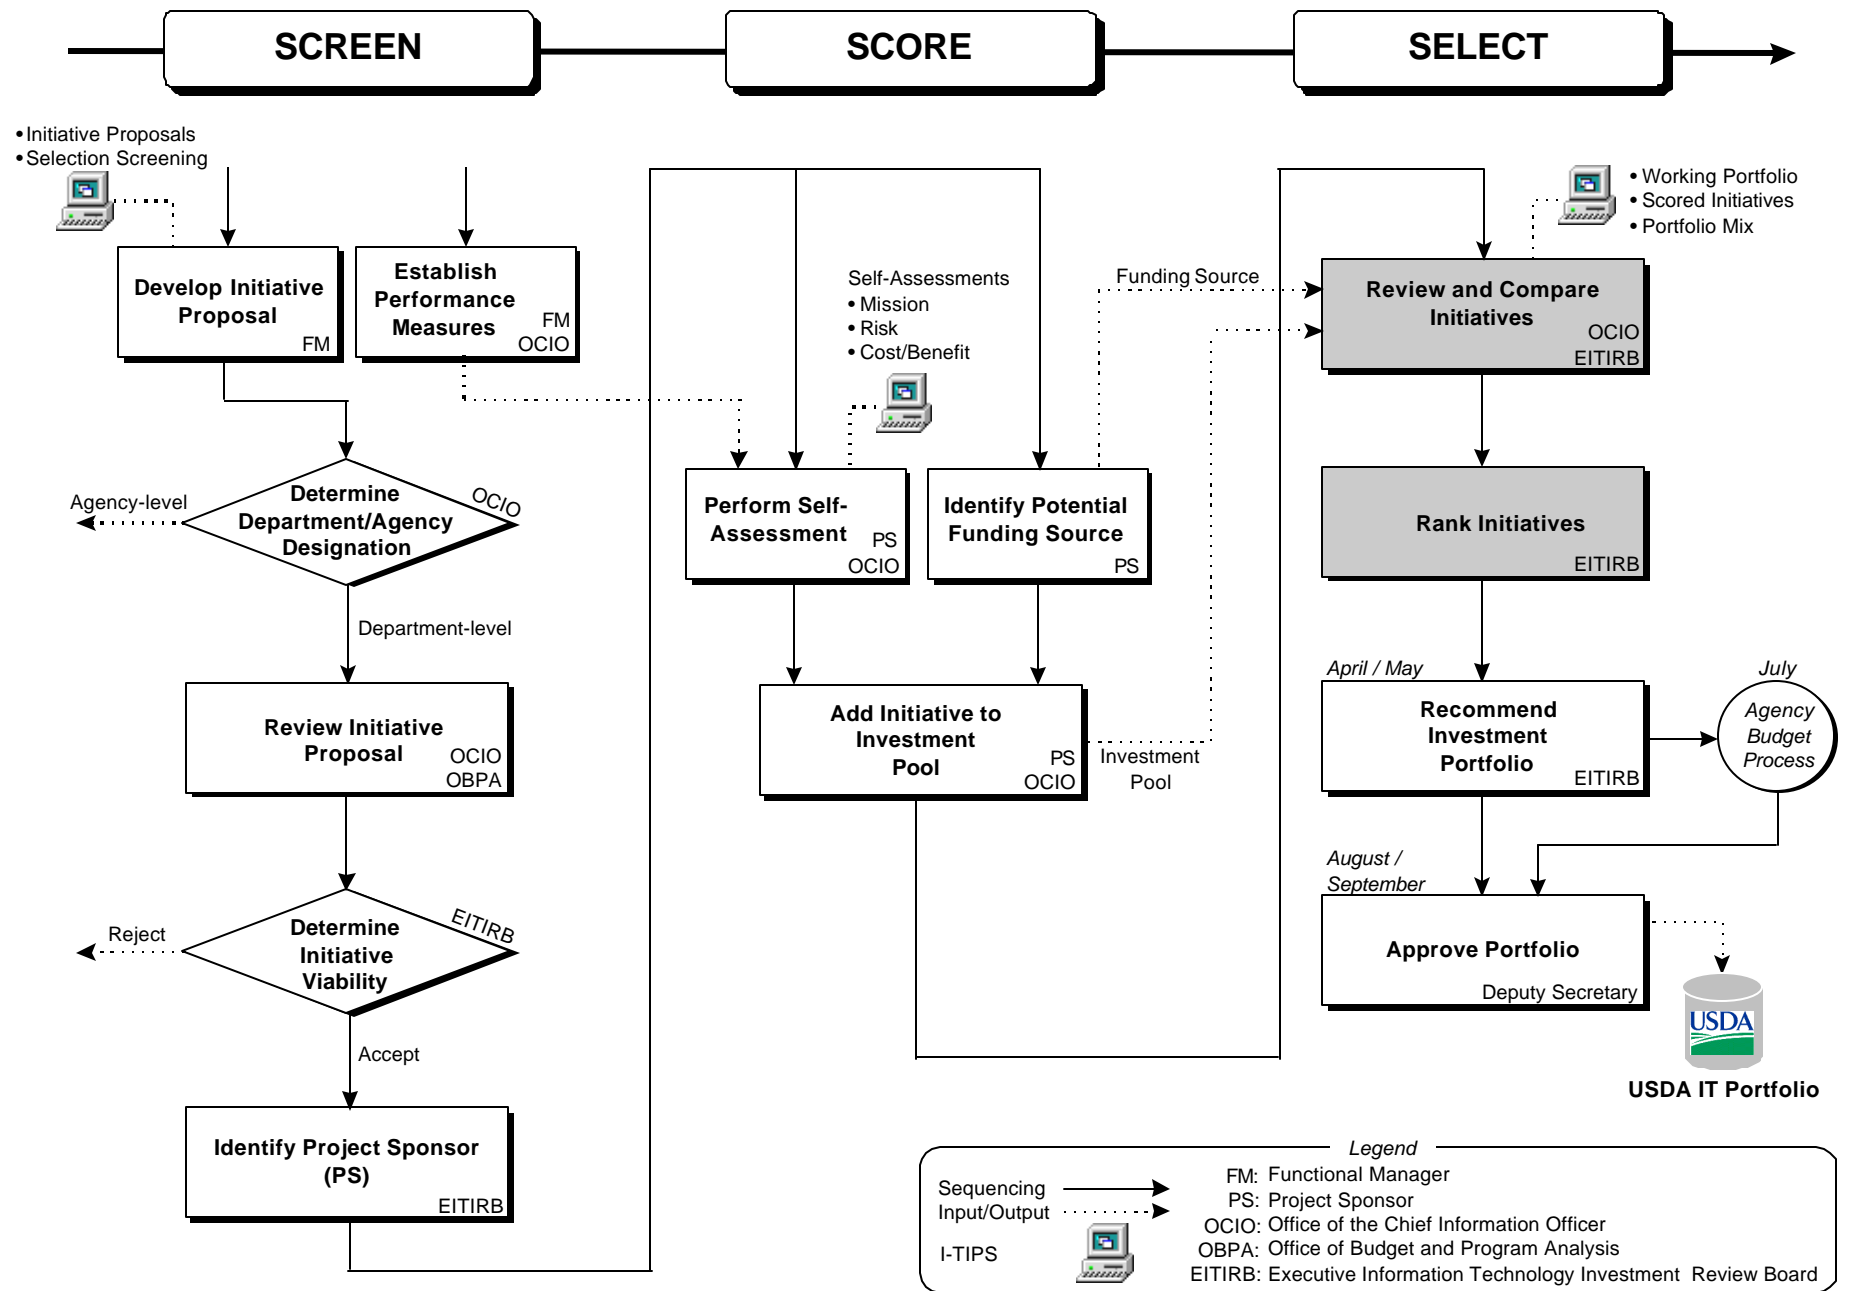 SCREEN
SCORE
SELECT
• Initiative Proposals
• Selection Screening
Develop Initiative
Proposal
FM
Establish
Performance
Measures
FM
OCIO
Agency-level
Determine
Department/Agency
Designation
OCIO
Department-level
Review Initiative
Proposal
OCIO
OBPA
Reject
Determine
Initiative
Viability
EITIRB
Accept
Identify Project Sponsor
(PS)
EITIRB
Self-Assessments
• Mission
• Risk
• Cost/Benefit
Perform Self-
Assessment
PS
OCIO
Identify Potential
Funding Source
PS
Add Initiative to
Investment
Pool
PS
OCIO
Funding Source
Investment
Pool
• Working Portfolio
• Scored Initiatives
• Portfolio Mix
Review and Compare
Initiatives
OCIO
EITIRB
Rank Initiatives
EITIRB
April / May
Recommend
Investment
Portfolio
EITIRB
July
Agency
Budget
Process
August /
September
Approve Portfolio
Deputy Secretary
USDA
USDA IT Portfolio
Legend
Sequencing
Input/Output
I-TIPS
FM: Functional Manager
PS: Project Sponsor
OCIO: Office of the Chief Information Officer
OBPA: Office of Budget and Program Analysis
EITIRB: Executive Information Technology Investment Review Board